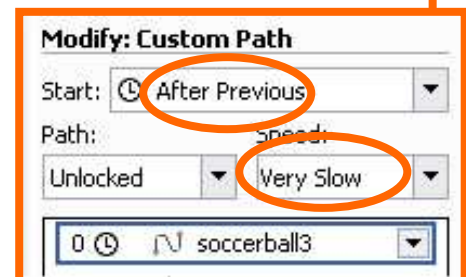 Modify: Custom Path
Start: After Previous
Path: Speed:
Unlocked Very Slow
0 soccerball3